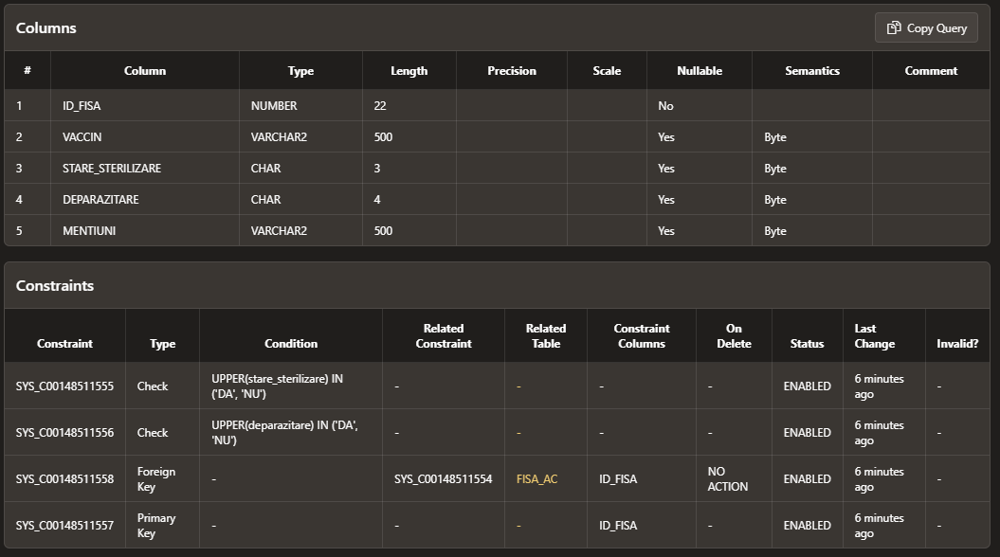 Columns
Copy Query
# Column Type Length Precision Scale Nullable Semantics Comment
1 ID_FISA NUMBER 22 No
2 VACCIN VARCHAR2 500 Yes Byte
3 STARE_STERILIZARE CHAR 3 Yes Byte
4 DEPARAZITARE CHAR 4 Yes Byte
5 MENTIUNI VARCHAR2 500 Yes Byte
Constraints
Constraint Type Condition Related Constraint Related Table Constraint Columns On Delete Status Last Change Invalid?
SYS_C00148511555 Check UPPER(stare_sterilizare) IN ('DA', 'NU') - - - - ENABLED 6 minutes ago -
SYS_C00148511556 Check UPPER(deparazitare) IN ('DA', 'NU') - - - - ENABLED 6 minutes ago -
SYS_C00148511558 Foreign Key - SYS_C00148511554 FISA_AC ID_FISA NO ACTION ENABLED 6 minutes ago -
SYS_C00148511557 Primary Key - - - ID_FISA - ENABLED 6 minutes ago -